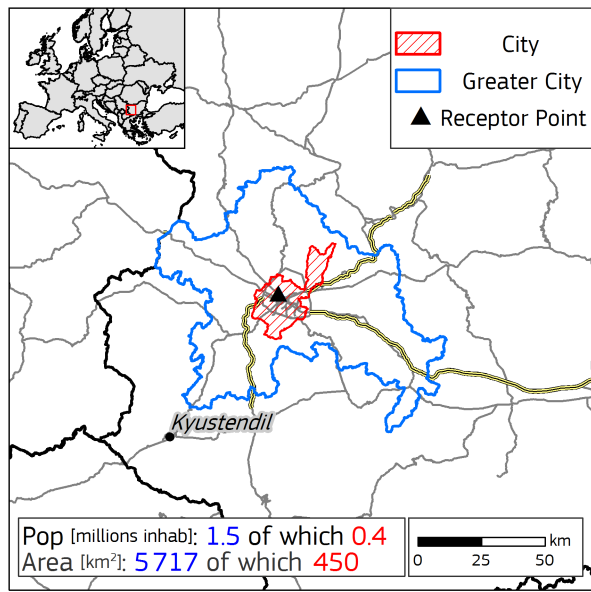 City
Greater City
Receptor Point
Kyustendil
Pop [millions inhab]: 1.5 of which 0.4
Area [km²]: 5717 of which 450
km
0 25 50